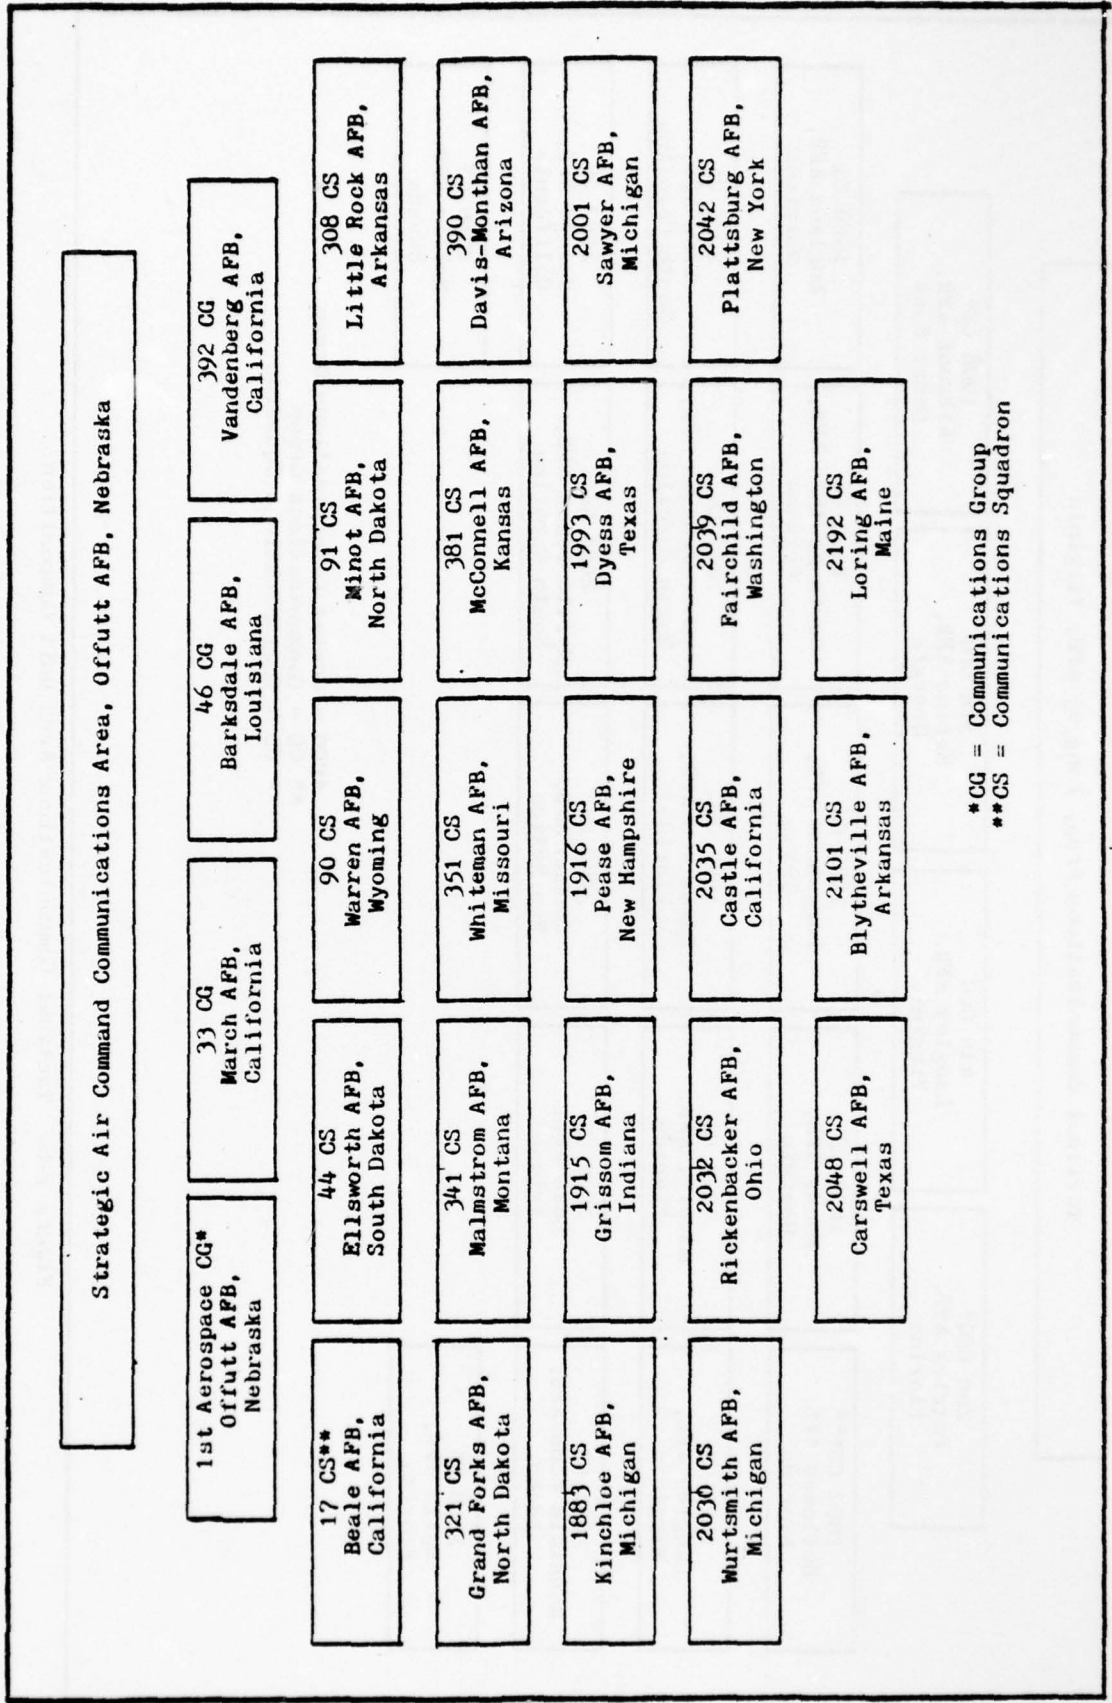 Strategic Air Command Communications Area, Offutt AFB, Nebraska
1st Aerospace CG*
Offutt AFB,
Nebraska
33 CG
March AFB,
California
46 CG
Barksdale AFB,
Louisiana
392 CG
Vandenberg AFB,
California
17 CS**
Beale AFB,
California
44 CS
Ellsworth AFB,
South Dakota
90 CS
Warren AFB,
Wyoming
91 CS
Minot AFB,
North Dakota
308 CS
Little Rock AFB,
Arkansas
321 CS
Grand Forks AFB,
North Dakota
341 CS
Malmstrom AFB,
Montana
351 CS
Whiteman AFB,
Missouri
381 CS
McConnell AFB,
Kansas
390 CS
Davis-Monthan AFB,
Arizona
1883 CS
Kinchloe AFB,
Michigan
1915 CS
Grissom AFB,
Indiana
1916 CS
Pease AFB,
New Hampshire
1993 CS
Dyess AFB,
Texas
2001 CS
Sawyer AFB,
Michigan
2030 CS
Wurtsmith AFB,
Michigan
2032 CS
Rickenbacker AFB,
Ohio
2035 CS
Castle AFB,
California
2039 CS
Fairchild AFB,
Washington
2042 CS
Plattsburg AFB,
New York
2048 CS
Carswell AFB,
Texas
2101 CS
Blytheville AFB,
Arkansas
2192 CS
Loring AFB,
Maine
*CG = Communications Group
**CS = Communications Squadron